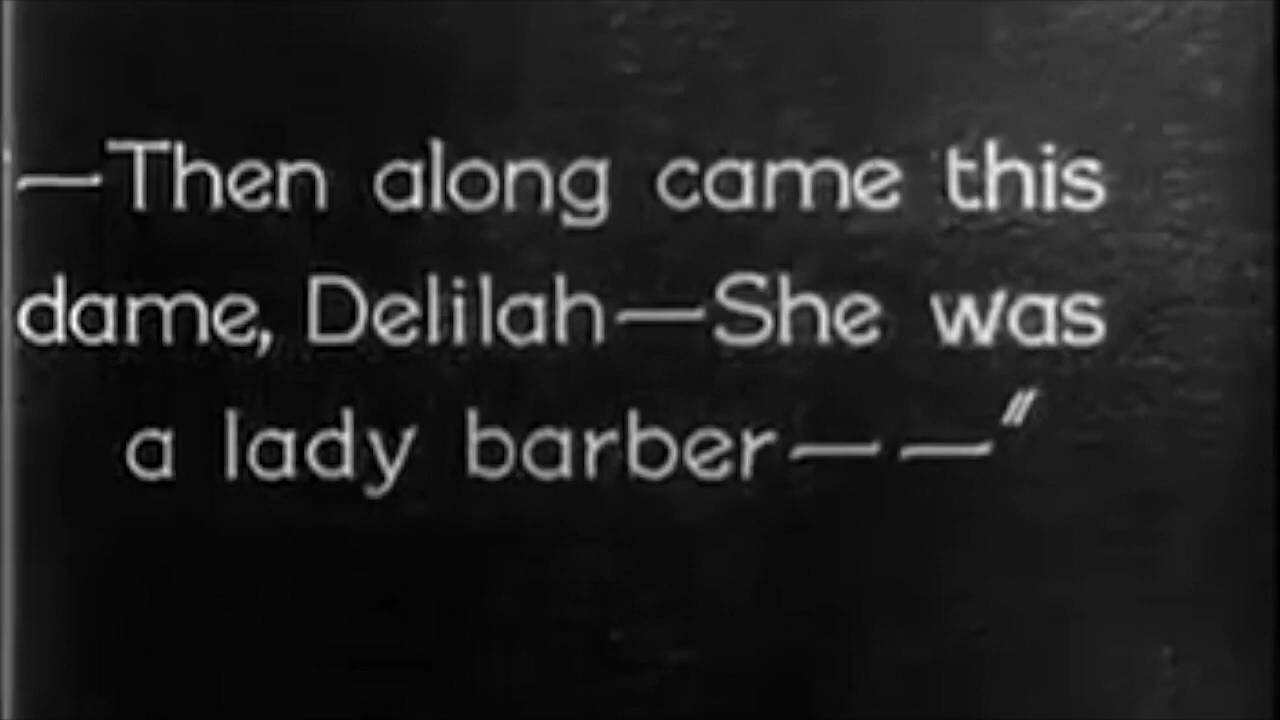 —Then along came this
dame, Delilah—She was
a lady barber— —"